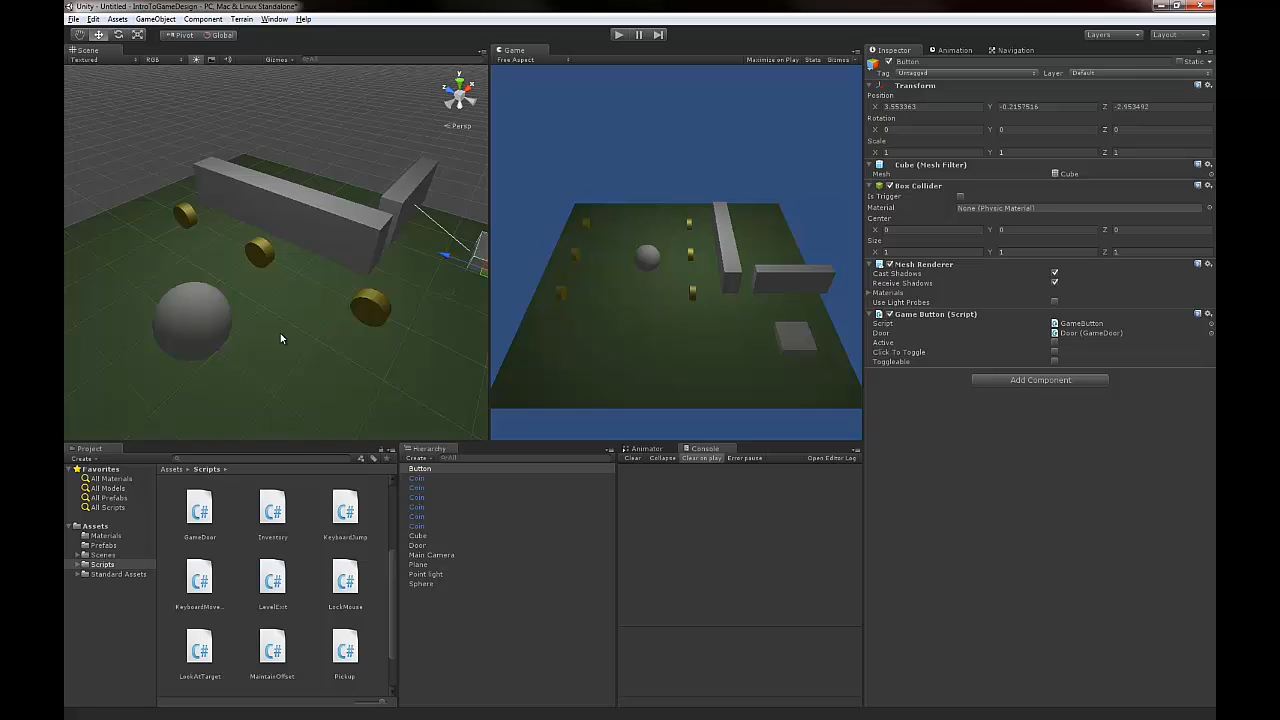 Unity - Untitled - IntroToGameDesign - PC, Mac & Linux Standalone*
File Edit Assets GameObject Component Terrain Window Help
Pivot Global Layers Layout
Scene
Textured RGB Gizmos All
y
x
z
Persp
Game
Free Aspect Maximize on Play Stats Gizmos
Inspector Animation Navigation
Button Static
Tag Untagged Layer Default
Transform
Position
X 3.553363 Y -0.2157516 Z -2.953492
Rotation
X 0 Y 0 Z 0
Scale
X 1 Y 1 Z 1
Cube (Mesh Filter)
Mesh Cube
Box Collider
Is Trigger
Material None (Physic Material)
Center
X 0 Y 0 Z 0
Size
X 1 Y 1 Z 1
Mesh Renderer
Cast Shadows
Receive Shadows
Materials
Use Light Probes
Game Button (Script)
Script GameButton
Door Door (GameDoor)
Active
Click To Toggle
Toggleable
Add Component
Project
Create
Favorites
All Materials
All Models
All Prefabs
All Scripts
Assets
Materials
Prefabs
Scenes
Scripts
Standard Assets
Assets Scripts
C# C# C#
GameDoor Inventory KeyboardJump
C# C# C#
KeyboardMove... LevelExit LockMouse
C# C# C#
LookAtTarget MaintainOffset Pickup
Hierarchy
Create All
Button
Coin
Coin
Coin
Coin
Coin
Coin
Cube
Door
Main Camera
Plane
Point light
Sphere
Animator Console
Clear Collapse Clear on play Error pause Open Editor Log